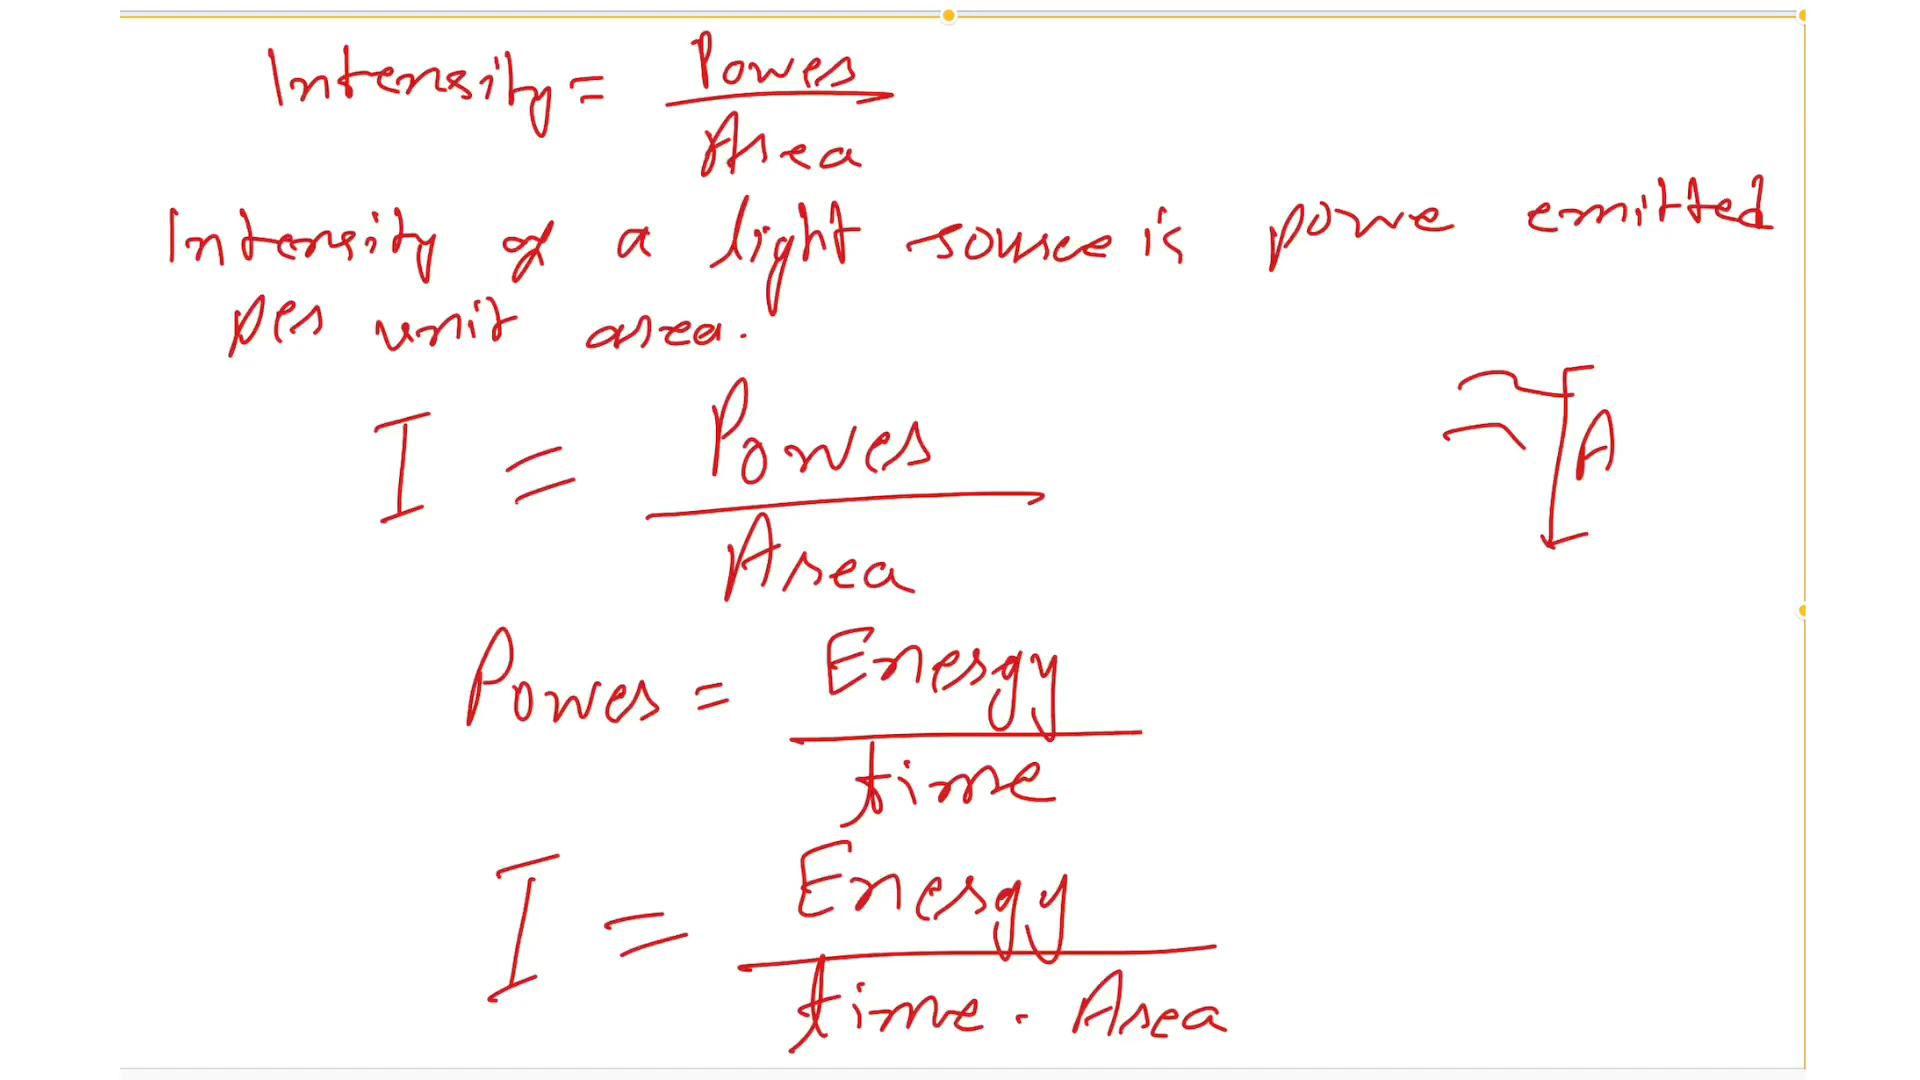 Intensity = Power
Area
Intensity of a light source is powe emitted
per unit area.
I = Power
Area
A
Power = Energy
time
I = Energy
time . Area